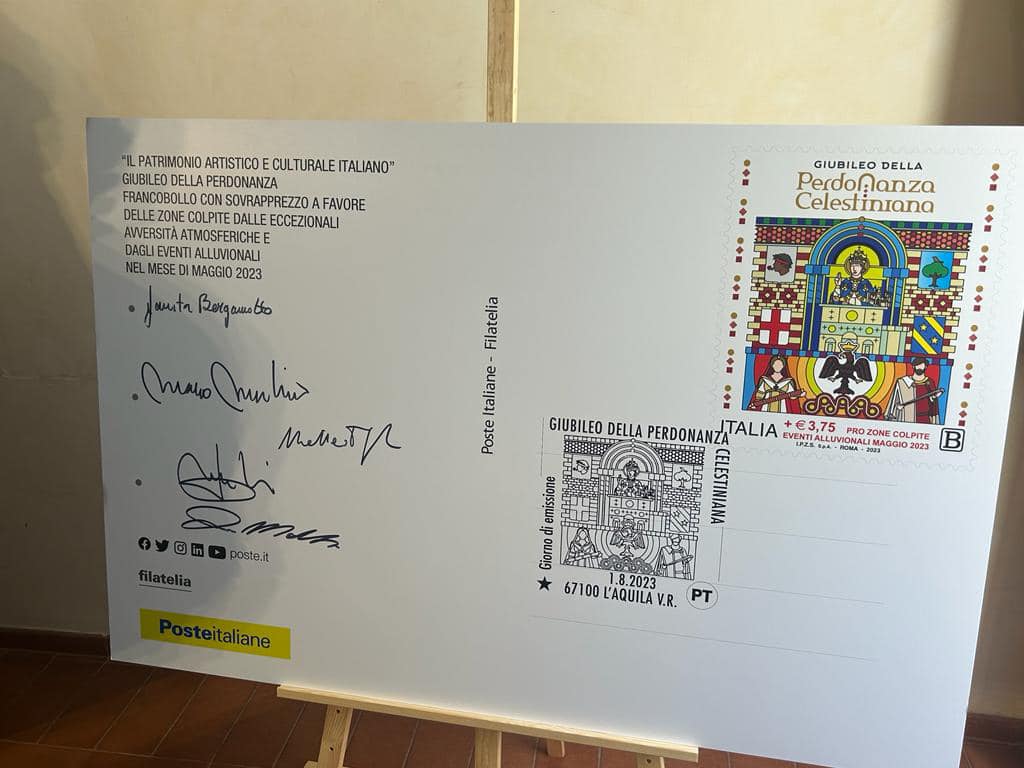 “IL PATRIMONIO ARTISTICO E CULTURALE ITALIANO”
GIUBILEO DELLA PERDONANZA
FRANCOBOLLO CON SOVRAPPREZZO A FAVORE
DELLE ZONE COLPITE DALLE ECCEZIONALI
AVVERSITÀ ATMOSFERICHE E
DAGLI EVENTI ALLUVIONALI
NEL MESE DI MAGGIO 2023
poste.it
filatelia
Posteitaliane
Poste Italiane - Filatelia
GIUBILEO DELLA
Perdonanza
Celestiniana
ITALIA
+ € 3,75 PRO ZONE COLPITE
EVENTI ALLUVIONALI MAGGIO 2023
I.P.Z.S. S.p.A. - ROMA - 2023
B
GIUBILEO DELLA PERDONANZA
CELESTINIANA
Giorno di emissione
1.8.2023
67100 L’AQUILA V.R.
PT